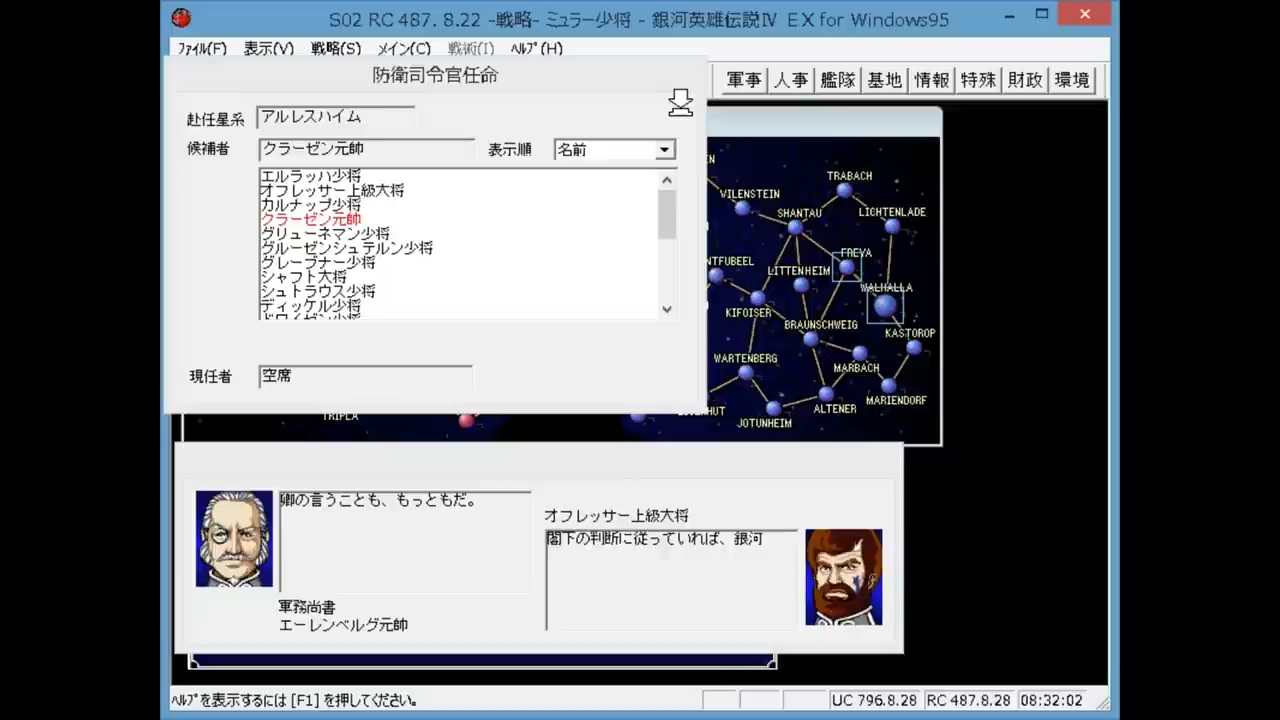 S02 RC 487. 8.22 -戦略- ミュラー少将 - 銀河英雄伝説Ⅳ EX for Windows95
ﾌｧｲﾙ(F) 表示(V) 戦略(S) メイン(C) 戦術(I) ﾍﾙﾌﾟ(H)
防衛司令官任命
軍事 人事 艦隊 基地 情報 特殊 財政 環境
赴任星系 アルレスハイム
候補者 クラーゼン元帥 表示順 名前
エルラッハ少将
オフレッサー上級大将
カルナップ少将
クラーゼン元帥
グリューネマン少将
グルーゼンシュテルン少将
グレーブナー少将
シャフト大将
シュトラウス少将
ディッケル少将
現任者 空席
TRABACH
VILENSTEIN
SHANTAU
LICHTENLADE
FREYA
NTFUBEEL
LITTENHEIM
WALHALLA
KIFOISER
BRAUNSCHWEIG
KASTOROP
WARTENBERG
MARBACH
MARIENDORF
ALTENER
JOTUNHEIM
TRIPLA
卿の言うことも、もっともだ。
軍務尚書
エーレンベルグ元帥
オフレッサー上級大将
閣下の判断に従っていれば、銀河
ﾍﾙﾌﾟを表示するには [F1] を押してください。
UC 796.8.28 RC 487.8.28 08:32:02